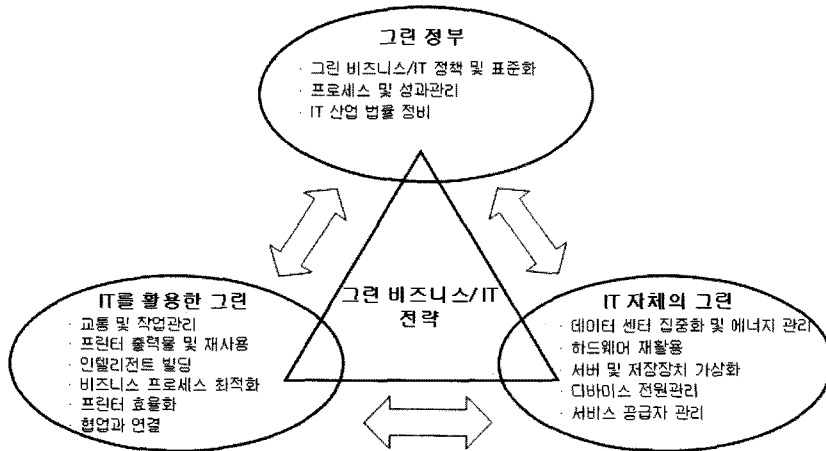 그린 정부
· 그린 비즈니스/IT 정책 및 표준화
· 프로세스 및 성과관리
· IT 산업 법률 정비
그린 비즈니스/IT
전략
IT를 활용한 그린
· 교통 및 작업관리
· 프린터 출력물 및 재사용
· 인텔리전트 빌딩
· 비즈니스 프로세스 최적화
· 프린터 효율화
· 협업과 연결
IT 자체의 그린
· 데이터 센터 집중화 및 에너지 관리
· 하드웨어 재활용
· 서버 및 저장장치 가상화
· 디바이스 전원관리
· 서비스 공급자 관리